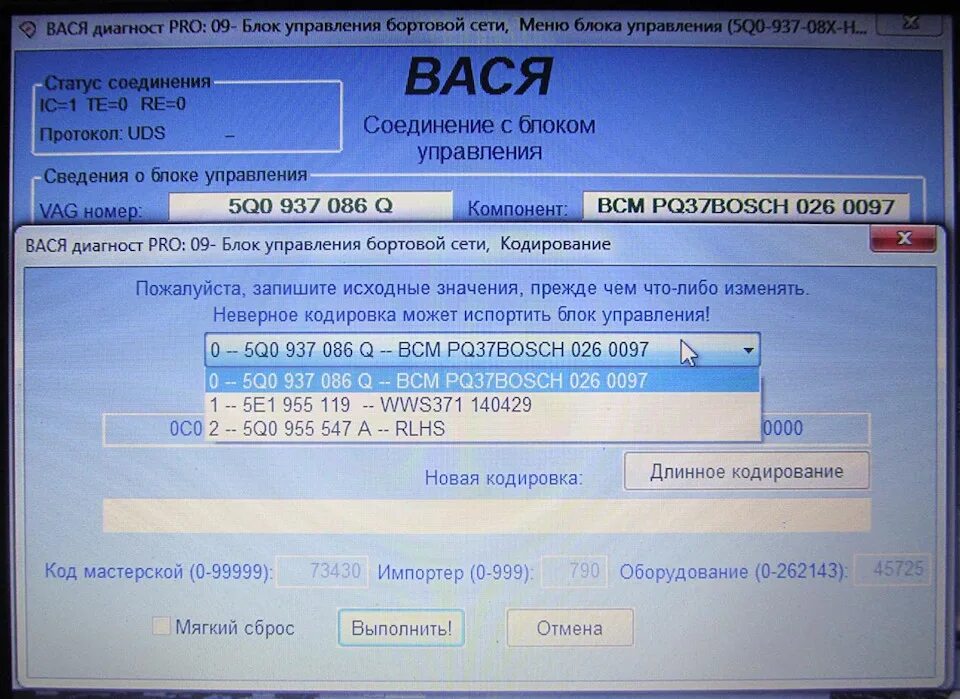 ВАСЯ диагност PRO: 09- Блок управления бортовой сети, Меню блока управления (5Q0-937-08X-H...
Статус соединения
IC=1 TE=0 RE=0
Протокол: UDS
ВАСЯ
Соединение с блоком
управления
Сведения о блоке управления
VAG номер: 5Q0 937 086 Q Компонент: BCM PQ37BOSCH 026 0097
ВАСЯ диагност PRO: 09- Блок управления бортовой сети, Кодирование
Пожалуйста, запишите исходные значения, прежде чем что-либо изменять.
Неверное кодировка может испортить блок управления!
0 -- 5Q0 937 086 Q -- BCM PQ37BOSCH 026 0097
0 -- 5Q0 937 086 Q -- BCM PQ37BOSCH 026 0097
1 -- 5E1 955 119 -- WWS371 140429
2 -- 5Q0 955 547 A -- RLHS
0C0 0000
Новая кодировка: Длинное кодирование
Код мастерской (0-99999): 73430 Импортер (0-999): 790 Оборудование (0-262143): 45725
Мягкий сброс Выполнить! Отмена